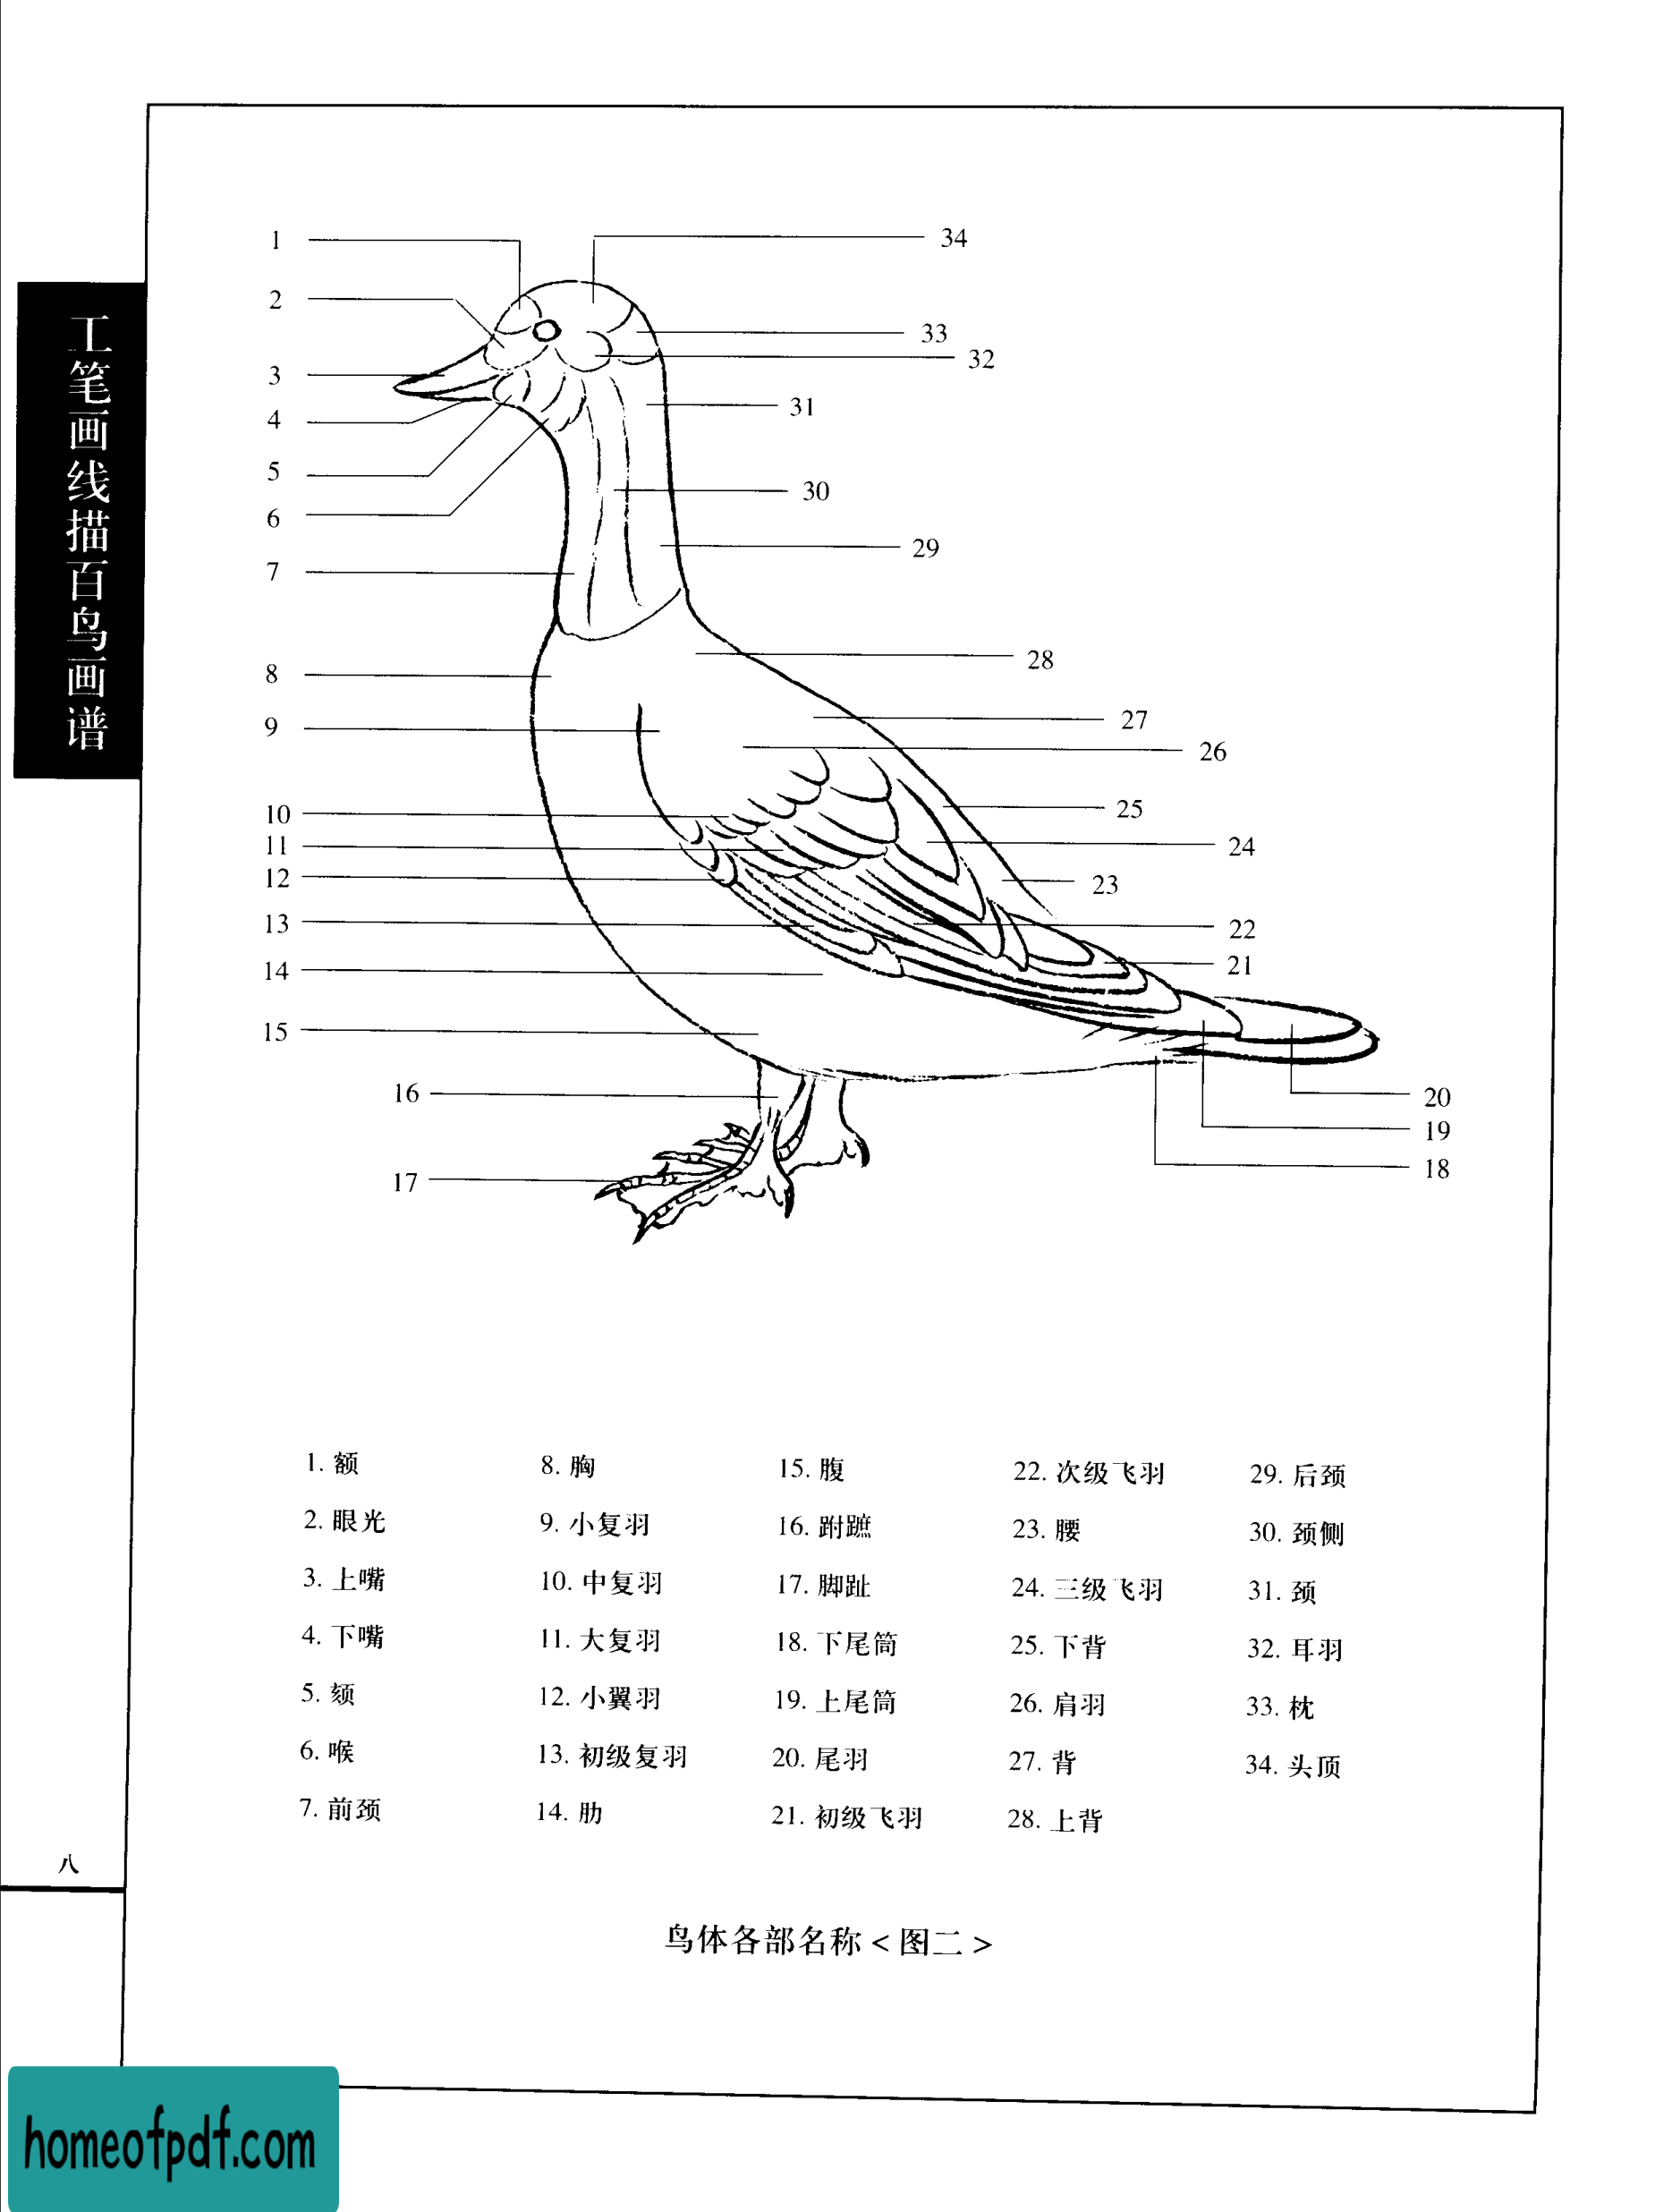 工笔画线描百鸟画谱
1
2
3
4
5
6
7
8
9
10
11
12
13
14
15
16
17
34
33
32
31
30
29
28
27
26
25
24
23
22
21
20
19
18
1. 额
2. 眼光
3. 上嘴
4. 下嘴
5. 颏
6. 喉
7. 前颈
8. 胸
9. 小复羽
10. 中复羽
11. 大复羽
12. 小翼羽
13. 初级复羽
14. 肋
15. 腹
16. 跗蹠
17. 脚趾
18. 下尾筒
19. 上尾筒
20. 尾羽
21. 初级飞羽
22. 次级飞羽
23. 腰
24. 三级飞羽
25. 下背
26. 肩羽
27. 背
28. 上背
29. 后颈
30. 颈侧
31. 颈
32. 耳羽
33. 枕
34. 头顶
鸟体各部名称<图二>
八
homeofpdf.com